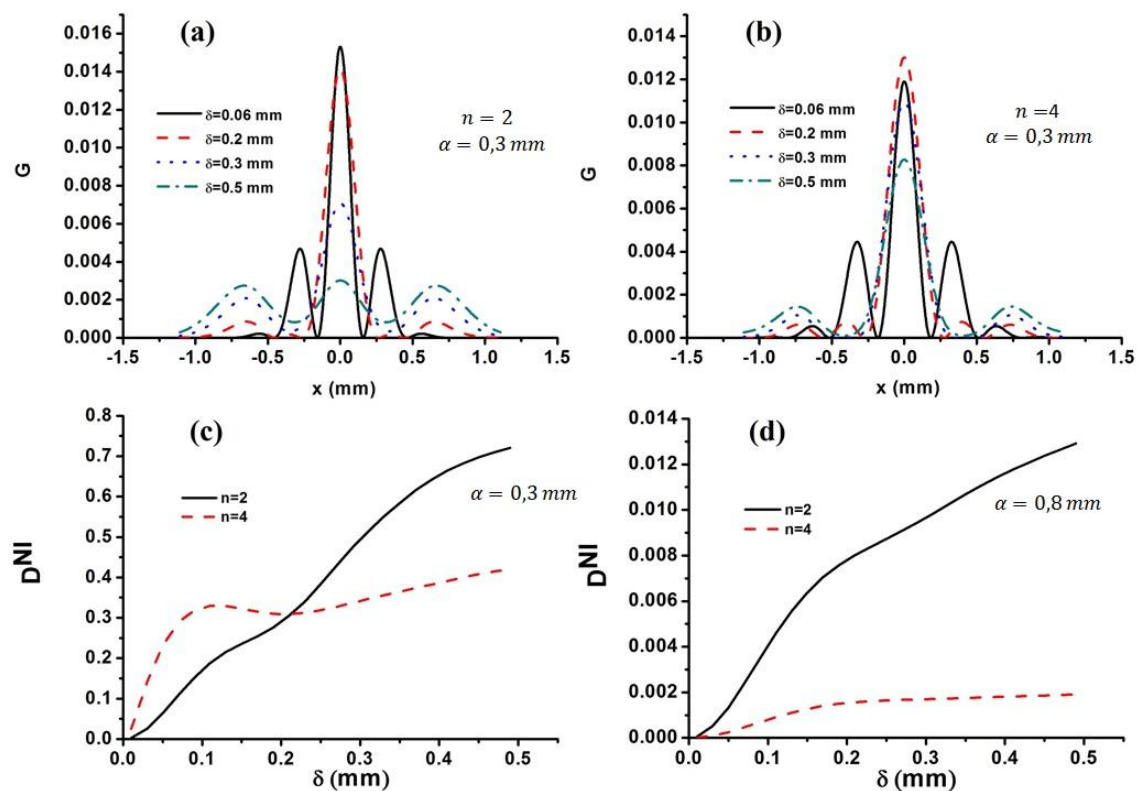 (a)
0.016
0.014
0.012
0.010
0.008
0.006
0.004
0.002
0.000
G
δ=0.06 mm
δ=0.2 mm
δ=0.3 mm
δ=0.5 mm
n = 2
α = 0,3 mm
-1.5 -1.0 -0.5 0.0 0.5 1.0 1.5
x (mm)
(b)
0.014
0.012
0.010
0.008
0.006
0.004
0.002
0.000
G
δ=0.06 mm
δ=0.2 mm
δ=0.3 mm
δ=0.5 mm
n =4
α = 0,3 mm
-1.5 -1.0 -0.5 0.0 0.5 1.0 1.5
x (mm)
(c)
0.8
0.7
0.6
0.5
0.4
0.3
0.2
0.1
0.0
D^NI
n=2
n=4
α = 0,3 mm
0.0 0.1 0.2 0.3 0.4 0.5
δ (mm)
(d)
0.014
0.012
0.010
0.008
0.006
0.004
0.002
0.000
D^NI
n=2
n=4
α = 0,8 mm
0.0 0.1 0.2 0.3 0.4 0.5
δ (mm)